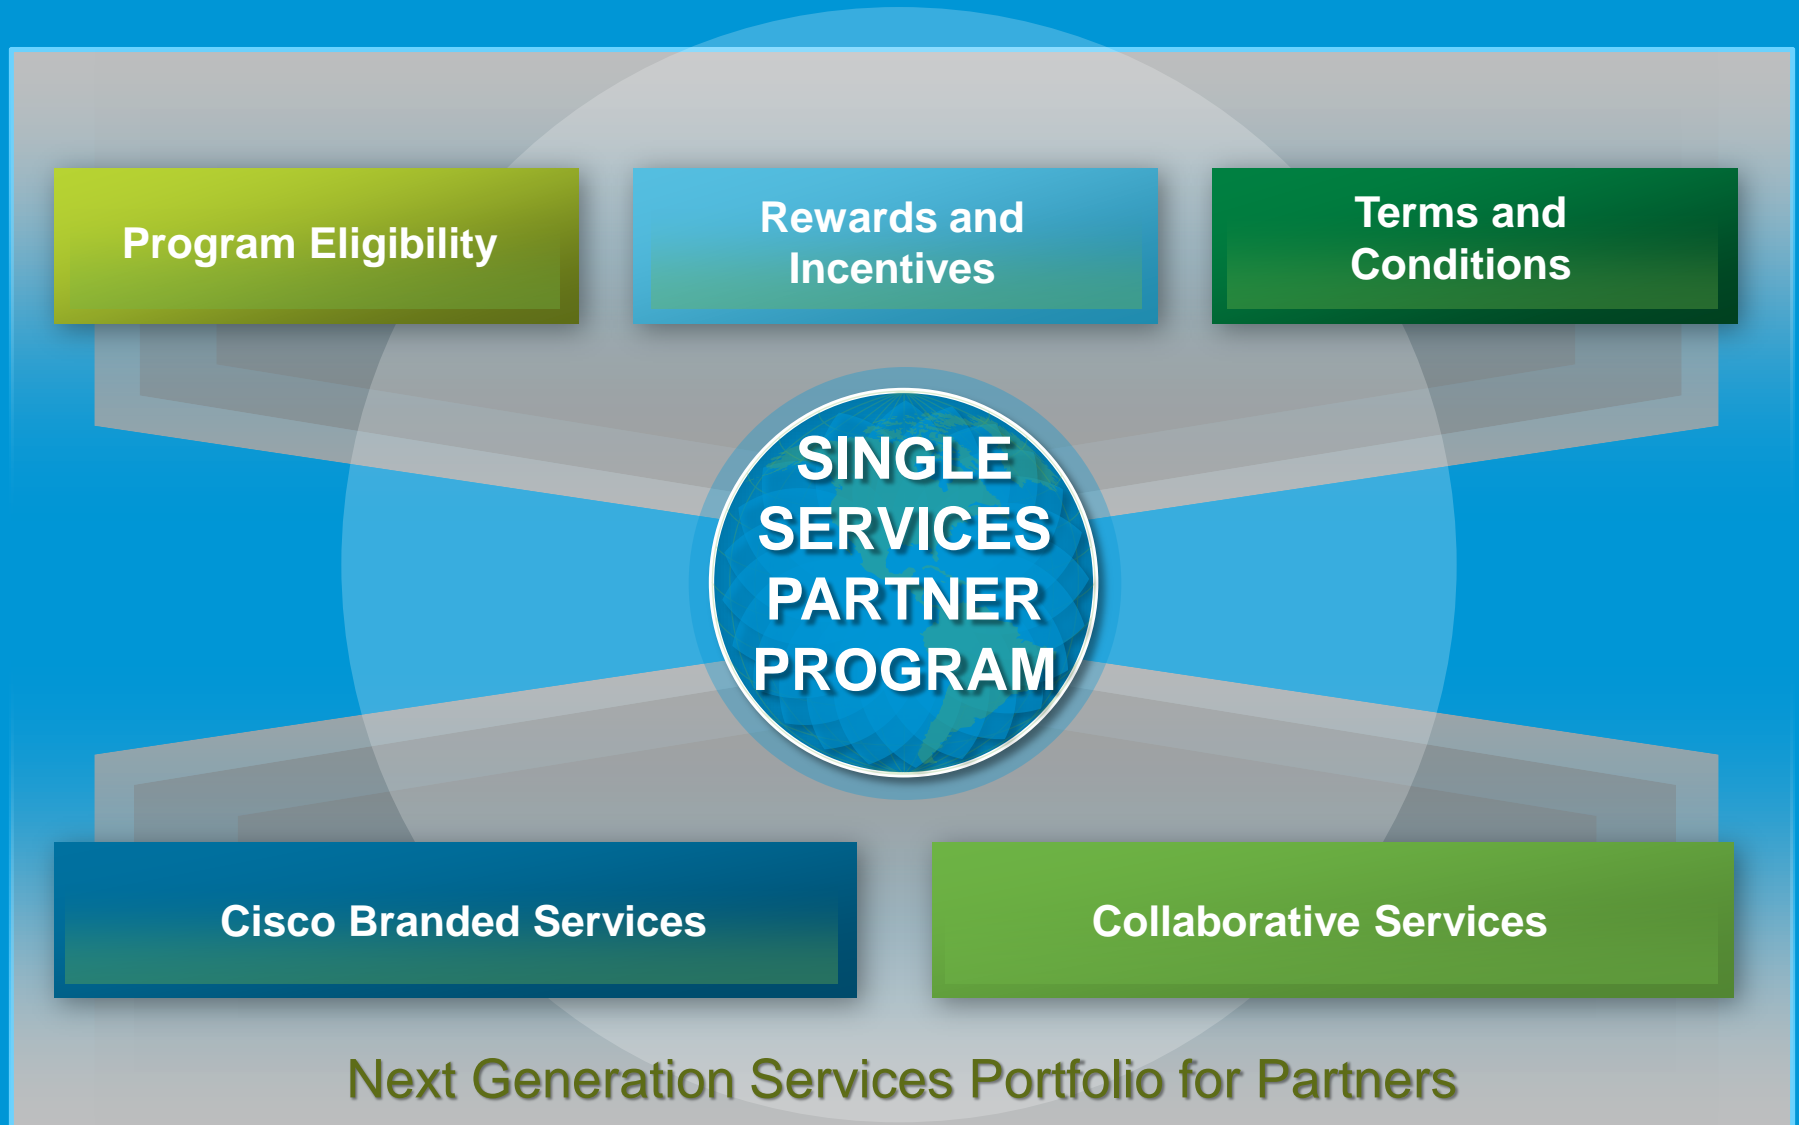 Program Eligibility
Rewards and
Incentives
Terms and
Conditions
SINGLE
SERVICES
PARTNER
PROGRAM
Cisco Branded Services
Collaborative Services
Next Generation Services Portfolio for Partners